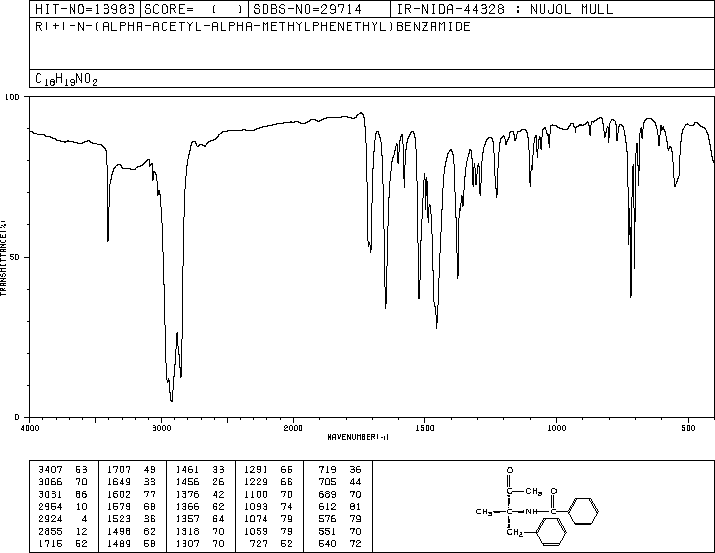 HIT-NO=13983 SCORE= ( ) SDBS-NO=29714 IR-NIDA-44328 : NUJOL MULL
R(+)-N-(ALPHA-ACETYL-ALPHA-METHYLPHENETHYL)BENZAMIDE
C18H19NO2
100
50
0
TRANSMITTANCE(%)
4000 3000 2000 1500 1000 500
WAVENUMBER(-1)
3407 53 1707 49 1461 33 1291 66 719 36
3066 70 1649 33 1456 26 1229 66 705 44
3031 66 1602 77 1376 42 1100 70 689 70
2954 10 1579 68 1366 62 1093 74 612 81
2924 4 1523 36 1357 64 1074 79 576 79
2855 12 1498 62 1318 70 1059 79 551 70
1715 52 1489 58 1307 70 727 52 540 72
O
C-CH3 O
CH3-C-NH-C
CH2